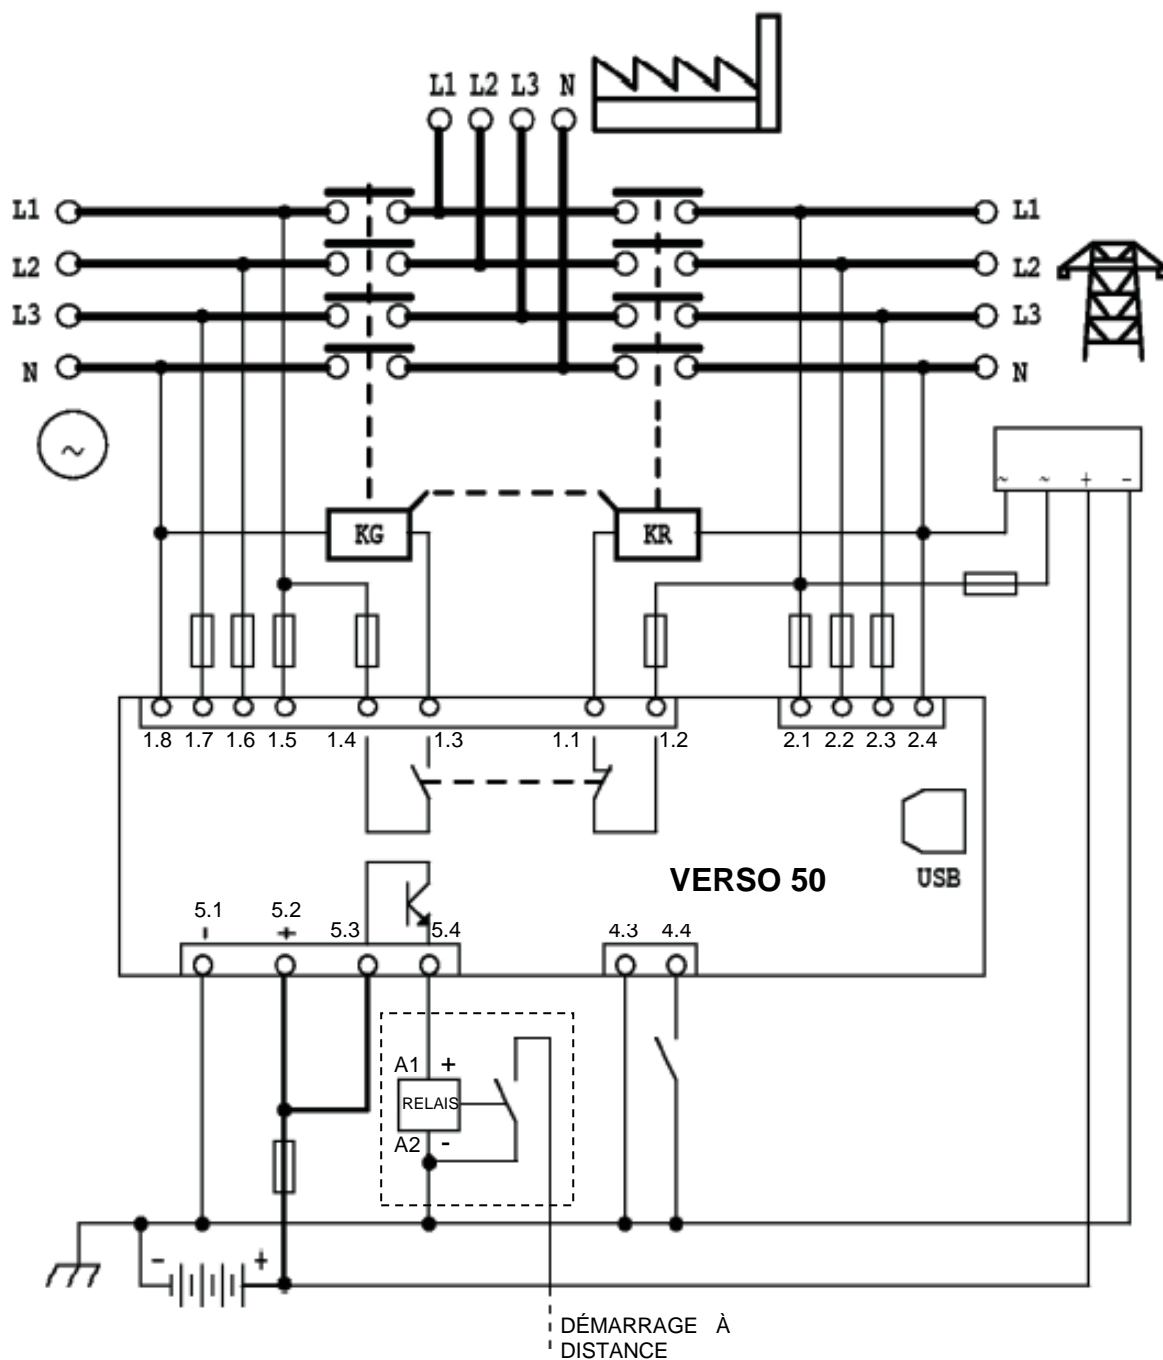 L1 L2 L3 N
L1 L1
L2 L2
L3 L3
N N
~
~ ~ + -
KG KR
1.8 1.7 1.6 1.5 1.4 1.3 1.1 1.2 2.1 2.2 2.3 2.4
VERSO 50
USB
5.1 5.2 5.3 5.4 4.3 4.4
- +
A1 +
RELAIS
A2 -
- +
DÉMARRAGE À
DISTANCE